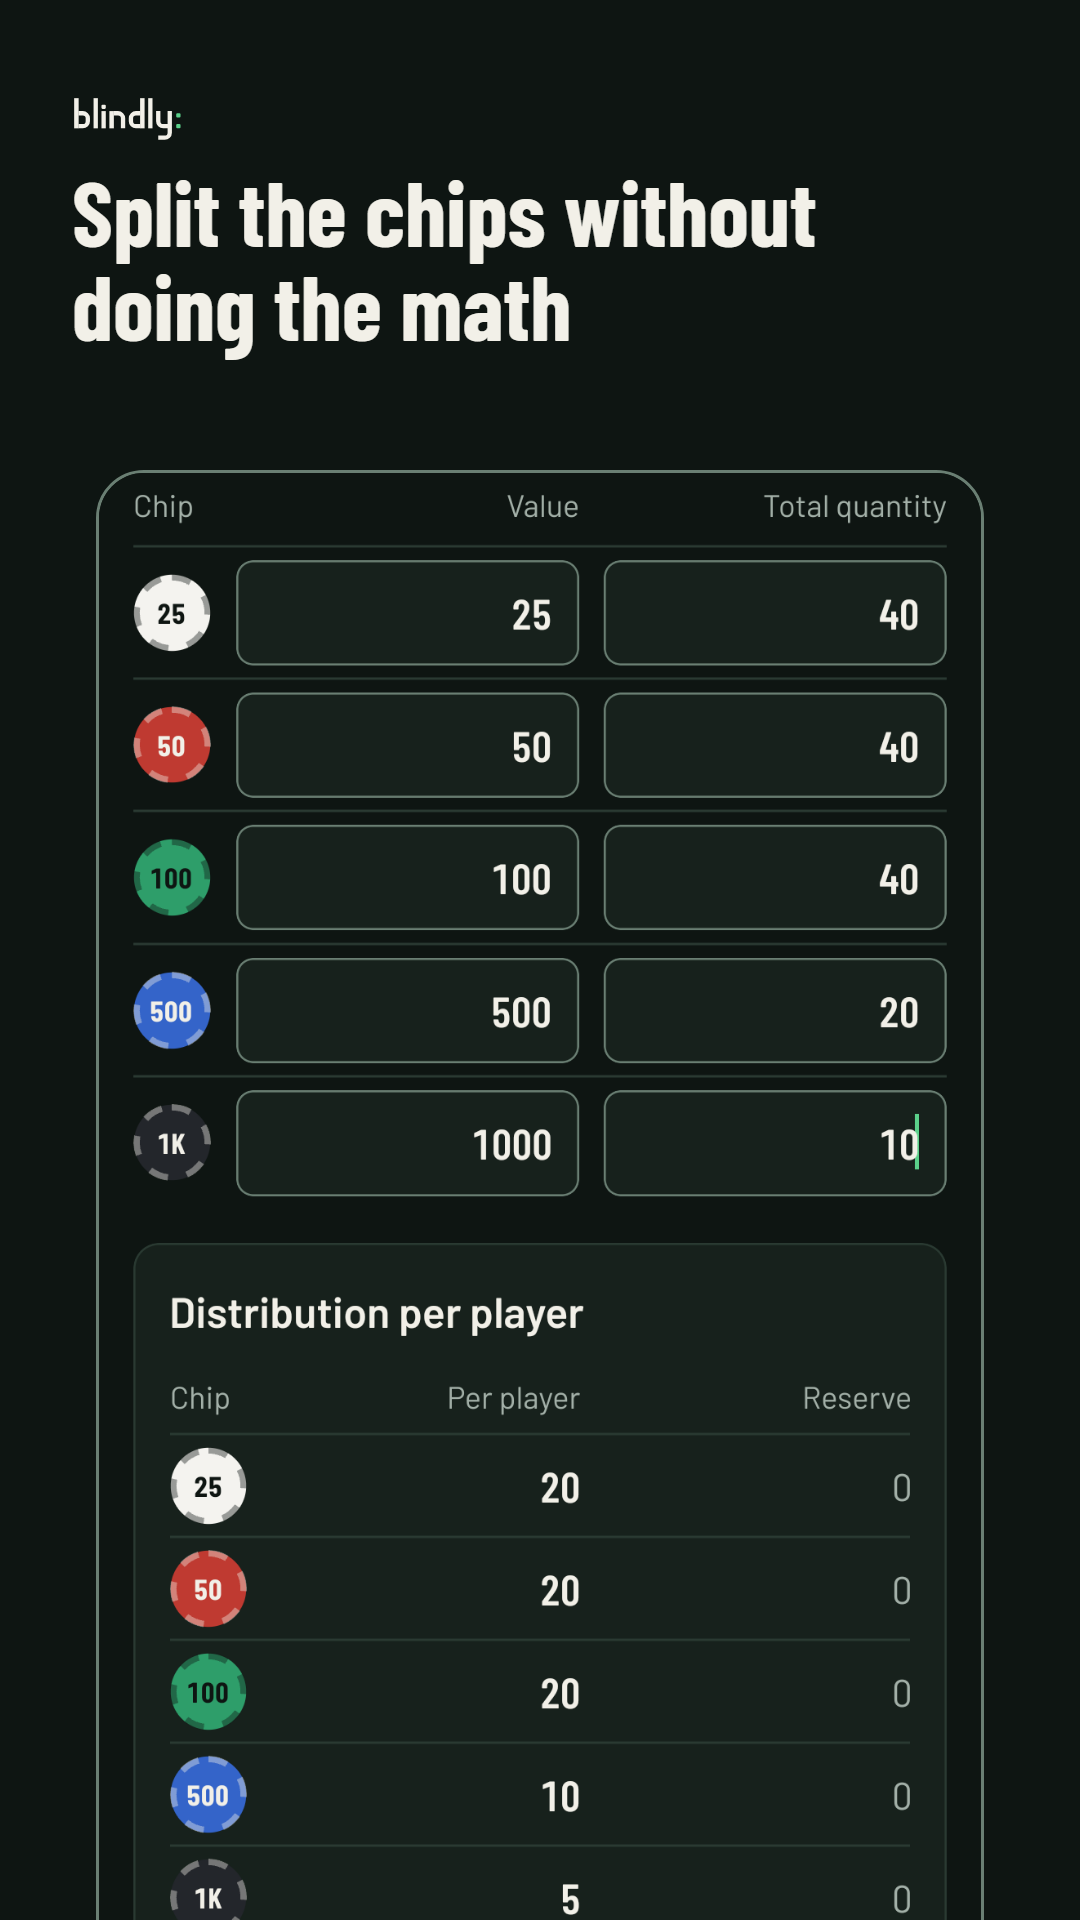 blindly:
Split the chips without
doing the math
Chip Value Total quantity
25 25 40
50 50 40
100 100 40
500 500 20
1K 1000 10
Distribution per player
Chip Per player Reserve
25 20 0
50 20 0
100 20 0
500 10 0
1K 5 0